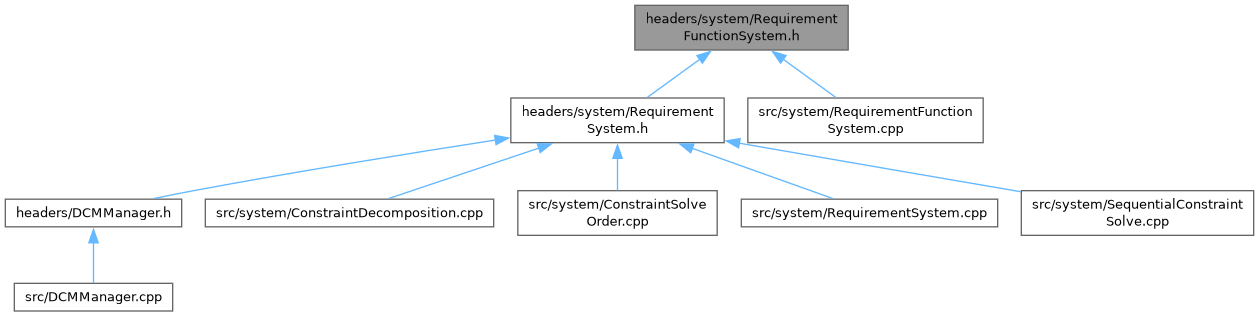 headers/system/Requirement
FunctionSystem.h
headers/system/Requirement
System.h
src/system/RequirementFunction
System.cpp
headers/DCMManager.h
src/system/ConstraintDecomposition.cpp
src/system/ConstraintSolve
Order.cpp
src/system/RequirementSystem.cpp
src/system/SequentialConstraint
Solve.cpp
src/DCMManager.cpp